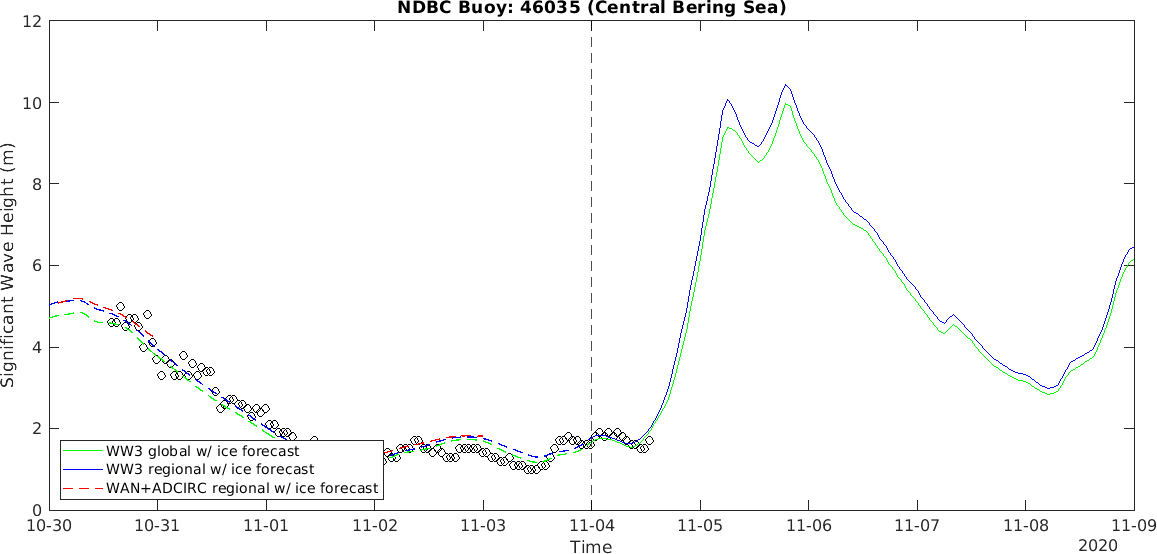 NDBC Buoy: 46035 (Central Bering Sea)
12
10
8
6
4
2
0
Significant Wave Height (m)
WW3 global w/ ice forecast
WW3 regional w/ ice forecast
WAN+ADCIRC regional w/ ice forecast
10-30 10-31 11-01 11-02 11-03 11-04 11-05 11-06 11-07 11-08 11-09
Time
2020